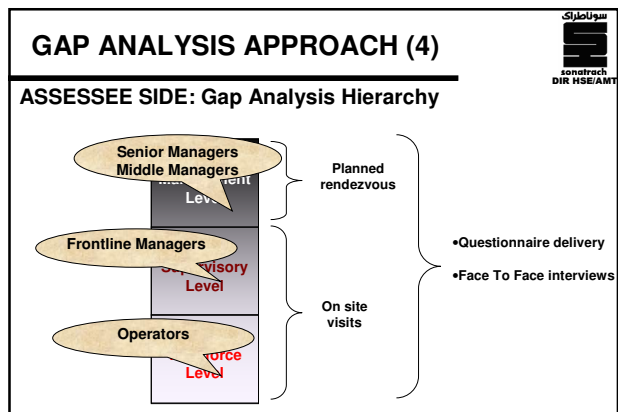 GAP ANALYSIS APPROACH (4)
سوناطراك
sonatrach
DIR HSE/AMT
ASSESSEE SIDE: Gap Analysis Hierarchy
Senior Managers
Middle Managers
Level
Planned
rendezvous
Frontline Managers
Level
•Questionnaire delivery
•Face To Face interviews
On site
visits
Operators
Level